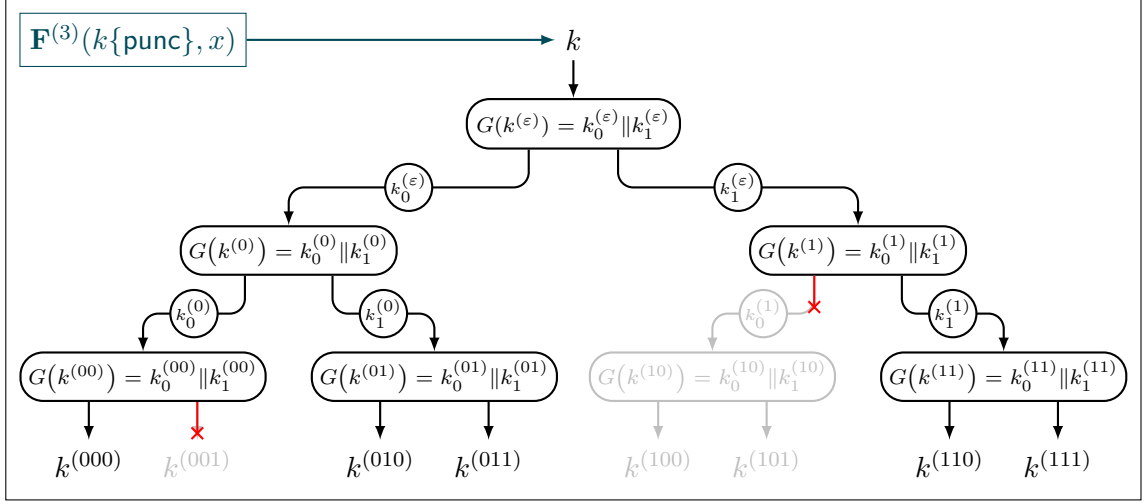 F^{(3)}(k{punc}, x) k
G(k^{(ε)}) = k_0^{(ε)}∥k_1^{(ε)}
k_0^{(ε)} k_1^{(ε)}
G(k^{(0)}) = k_0^{(0)}∥k_1^{(0)} G(k^{(1)}) = k_0^{(1)}∥k_1^{(1)}
k_0^{(0)} k_1^{(0)} k_0^{(1)} k_1^{(1)}
G(k^{(00)}) = k_0^{(00)}∥k_1^{(00)} G(k^{(01)}) = k_0^{(01)}∥k_1^{(01)} G(k^{(10)}) = k_0^{(10)}∥k_1^{(10)} G(k^{(11)}) = k_0^{(11)}∥k_1^{(11)}
k^{(000)} k^{(001)} k^{(010)} k^{(011)} k^{(100)} k^{(101)} k^{(110)} k^{(111)}